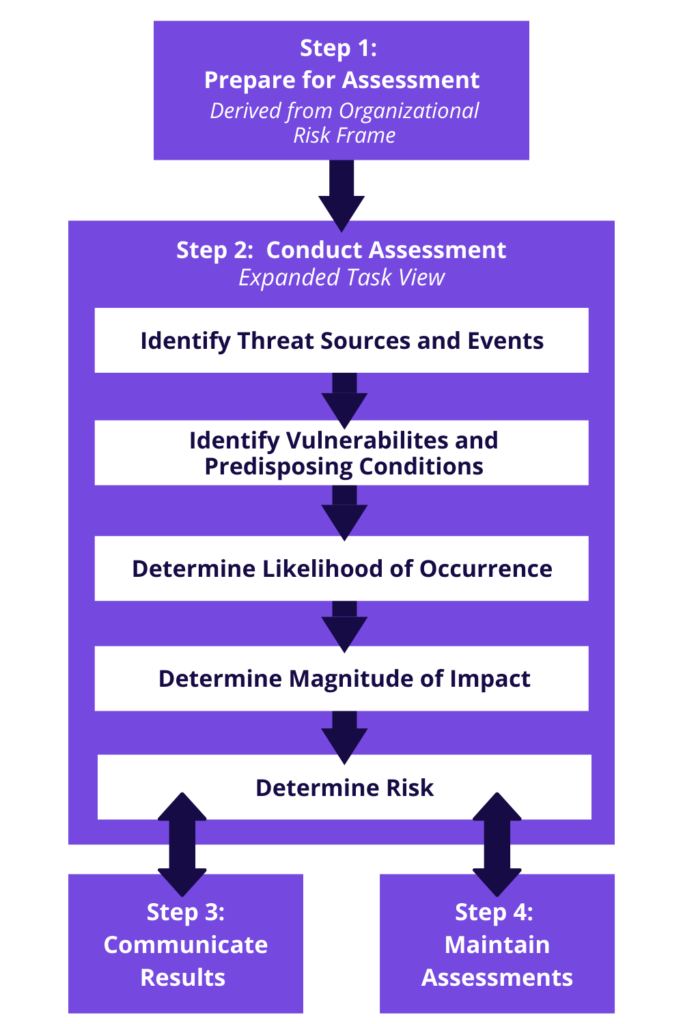 Step 1:
Prepare for Assessment
Derived from Organizational
Risk Frame
Step 2: Conduct Assessment
Expanded Task View
Identify Threat Sources and Events
Identify Vulnerabilites and
Predisposing Conditions
Determine Likelihood of Occurrence
Determine Magnitude of Impact
Determine Risk
Step 3:
Communicate
Results
Step 4:
Maintain
Assessments